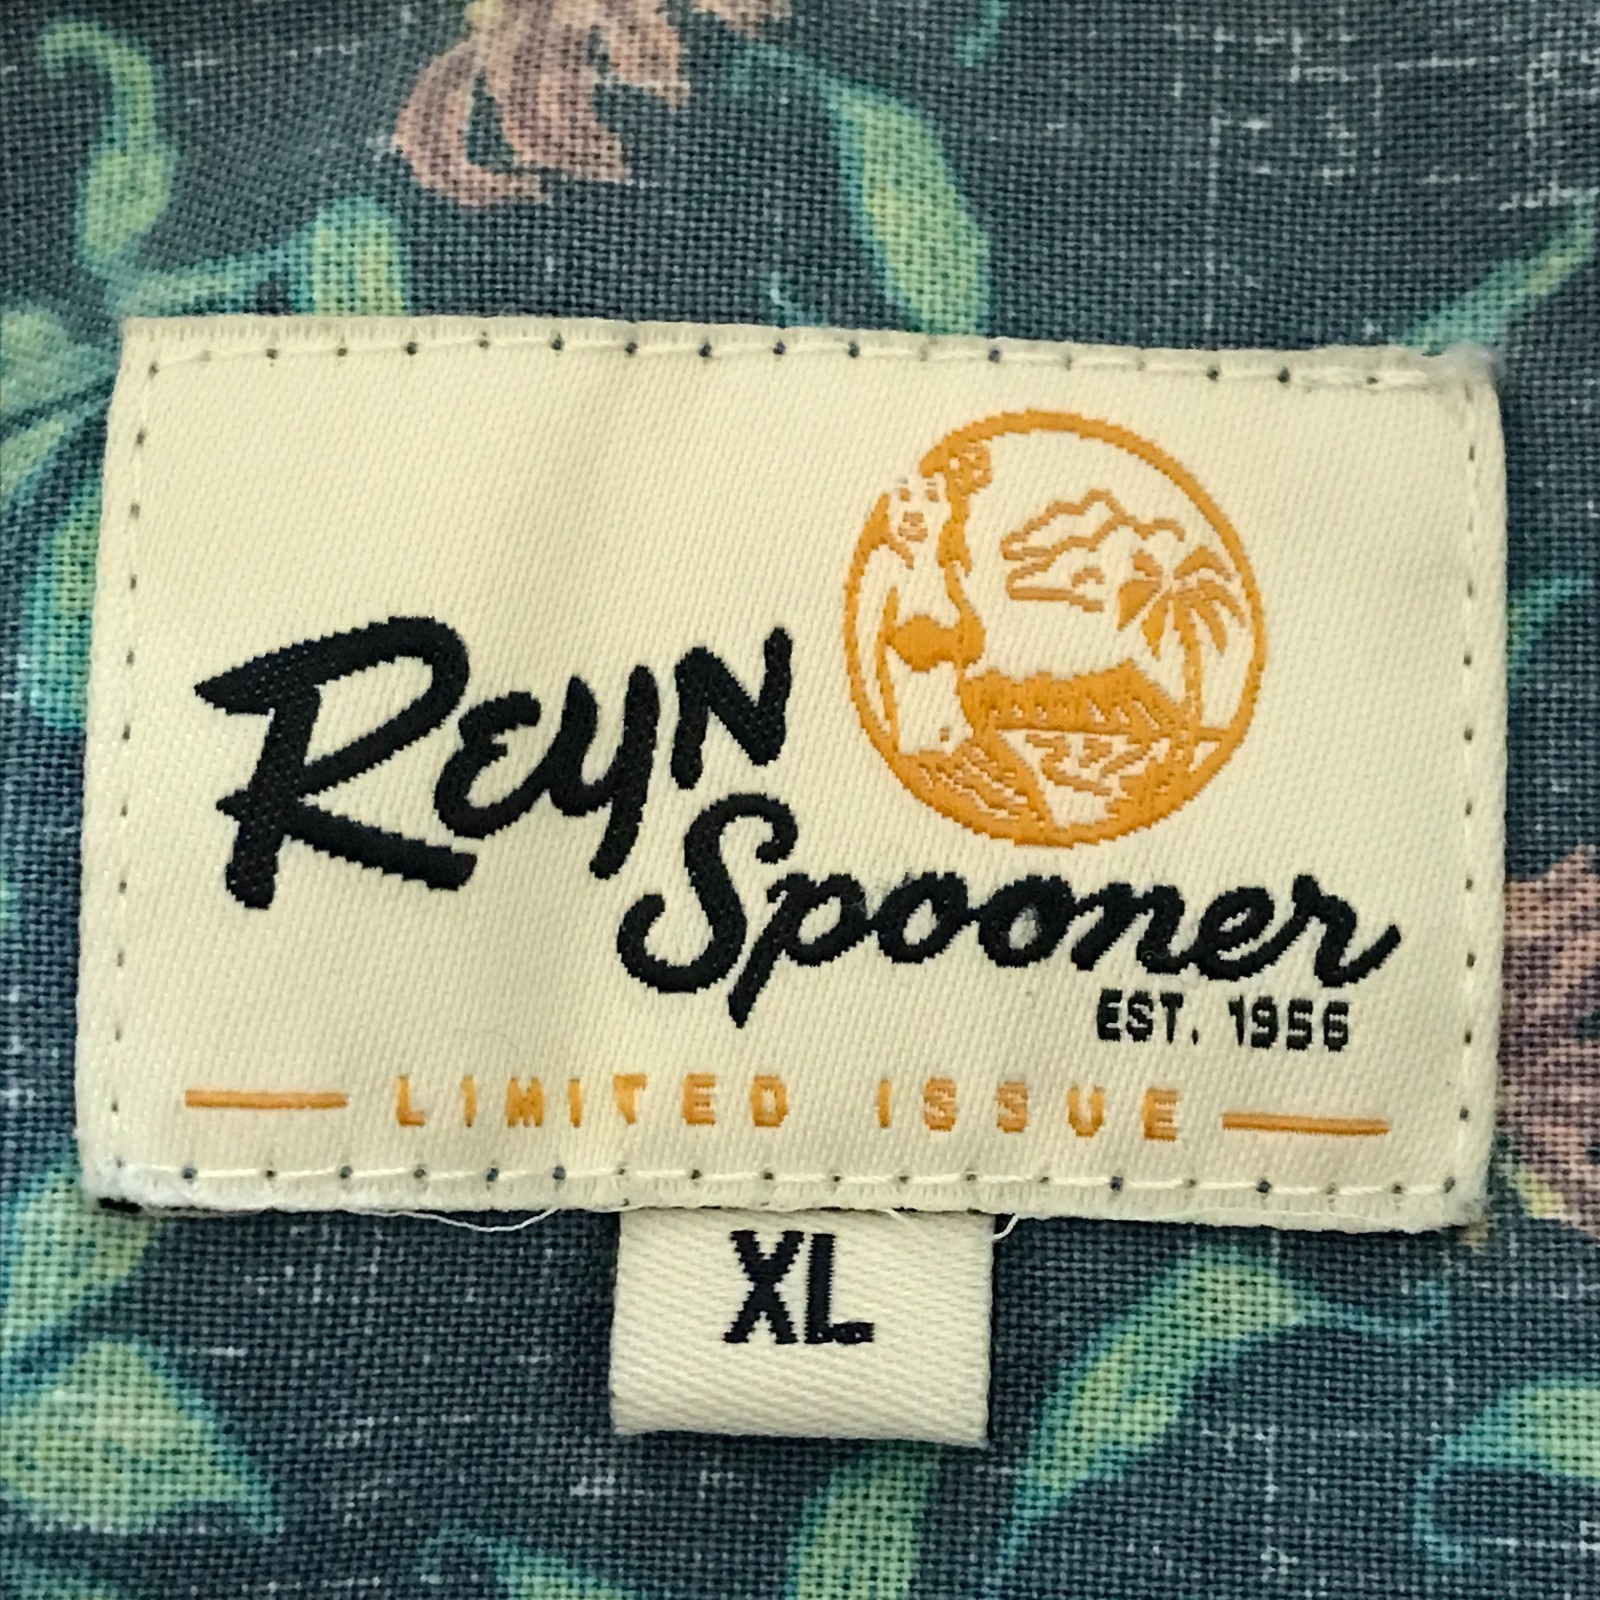 REYN
Spooner
EST. 1956
LIMITED ISSUE
XL